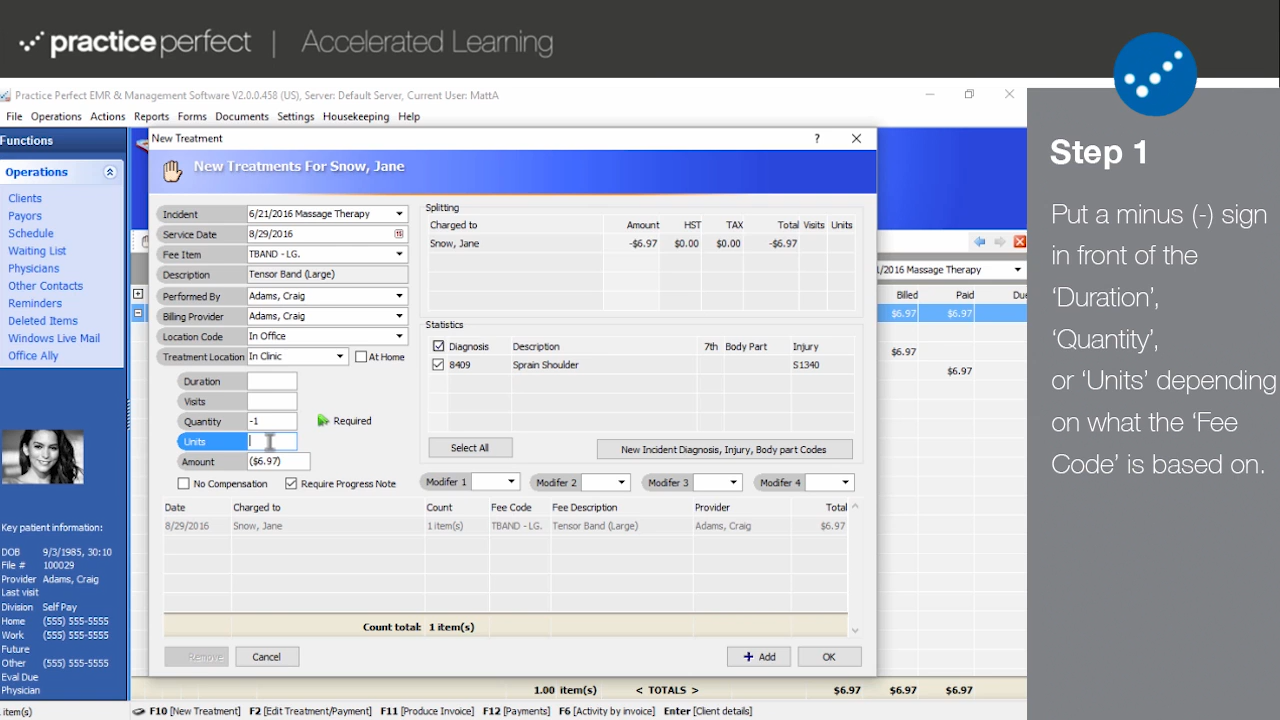 practiceperfect | Accelerated Learning
Practice Perfect EMR & Management Software V2.0.0.458 (US), Server: Default Server, Current User: MattA
File Operations Actions Reports Forms Documents Settings Housekeeping Help
Functions
Operations
Clients
Payors
Schedule
Waiting List
Physicians
Other Contacts
Reminders
Deleted Items
Windows Live Mail
Office Ally
Key patient information:
DOB 9/3/1985, 30:10
File # 100029
Provider Adams, Craig
Last visit
Division Self Pay
Home (555) 555-5555
Work (555) 555-5555
Future
Other (555) 555-5555
Eval Due
Physician
item(s)
New Treatment ?
New Treatments For Snow, Jane
Incident 6/21/2016 Massage Therapy
Service Date 8/29/2016
Fee Item TBAND - LG.
Description Tensor Band (Large)
Performed By Adams, Craig
Billing Provider Adams, Craig
Location Code In Office
Treatment Location In Clinic At Home
Duration
Visits
Quantity -1 Required
Units
Amount ($6.97)
No Compensation Require Progress Note
Splitting
Charged to Amount HST TAX Total Visits Units
Snow, Jane -$6.97 $0.00 $0.00 -$6.97
Statistics
Diagnosis Description 7th Body Part Injury
8409 Sprain Shoulder S1340
Select All New Incident Diagnosis, Injury, Body part Codes
Modifer 1 Modifer 2 Modifer 3 Modifer 4
Date Charged to Count Fee Code Fee Description Provider Total
8/29/2016 Snow, Jane 1 item(s) TBAND - LG. Tensor Band (Large) Adams, Craig $6.97
Count total: 1 item(s)
Remove Cancel + Add OK
/2016 Massage Therapy
Billed Paid Due
$6.97 $6.97
$6.97
$6.97
1.00 item(s) < TOTALS > $6.97 $6.97 $6.97
F10 [New Treatment] F2 [Edit Treatment/Payment] F11 [Produce Invoice] F12 [Payments] F6 [Activity by invoice] Enter [Client details]
Step 1
Put a minus (-) sign
in front of the
‘Duration’,
‘Quantity’,
or ‘Units’ depending
on what the ‘Fee
Code’ is based on.